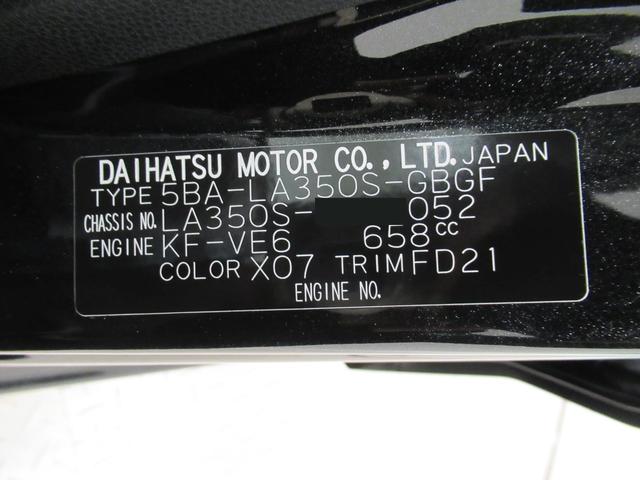 DAIHATSU MOTOR CO., LTD. JAPAN
TYPE 5BA-LA350S-GBGF
CHASSIS NO. LA350S- 052
ENGINE KF-VE6 658cc
COLOR X07 TRIM FD21
ENGINE NO.